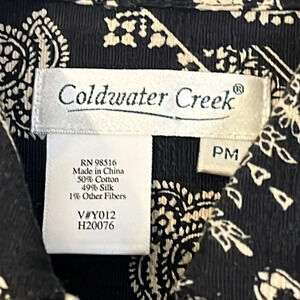 Coldwater Creek®
PM
RN 98516
Made in China
50% Cotton
49% Silk
1% Other Fibers
V#Y012
H20076